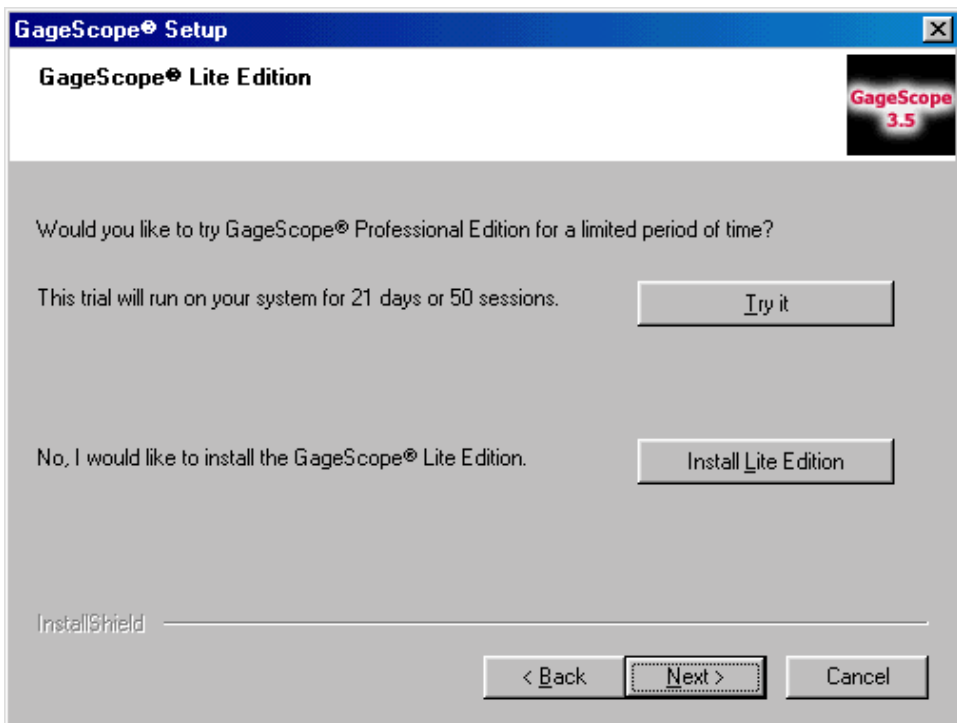 GageScope® Setup
GageScope® Lite Edition
GageScope
3.5
Would you like to try GageScope® Professional Edition for a limited period of time?
This trial will run on your system for 21 days or 50 sessions.
Try it
No, I would like to install the GageScope® Lite Edition.
Install Lite Edition
InstallShield
< Back
Next >
Cancel